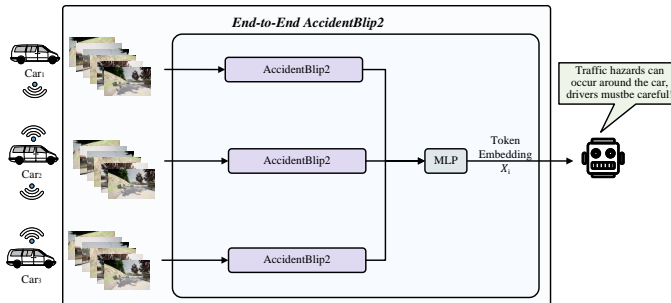 End-to-End AccidentBlip2
Car1
AccidentBlip2
Traffic hazards can
occur around the car,
drivers mustbe careful!
Car2
AccidentBlip2
MLP
Token
Embedding
Xi
Car3
AccidentBlip2